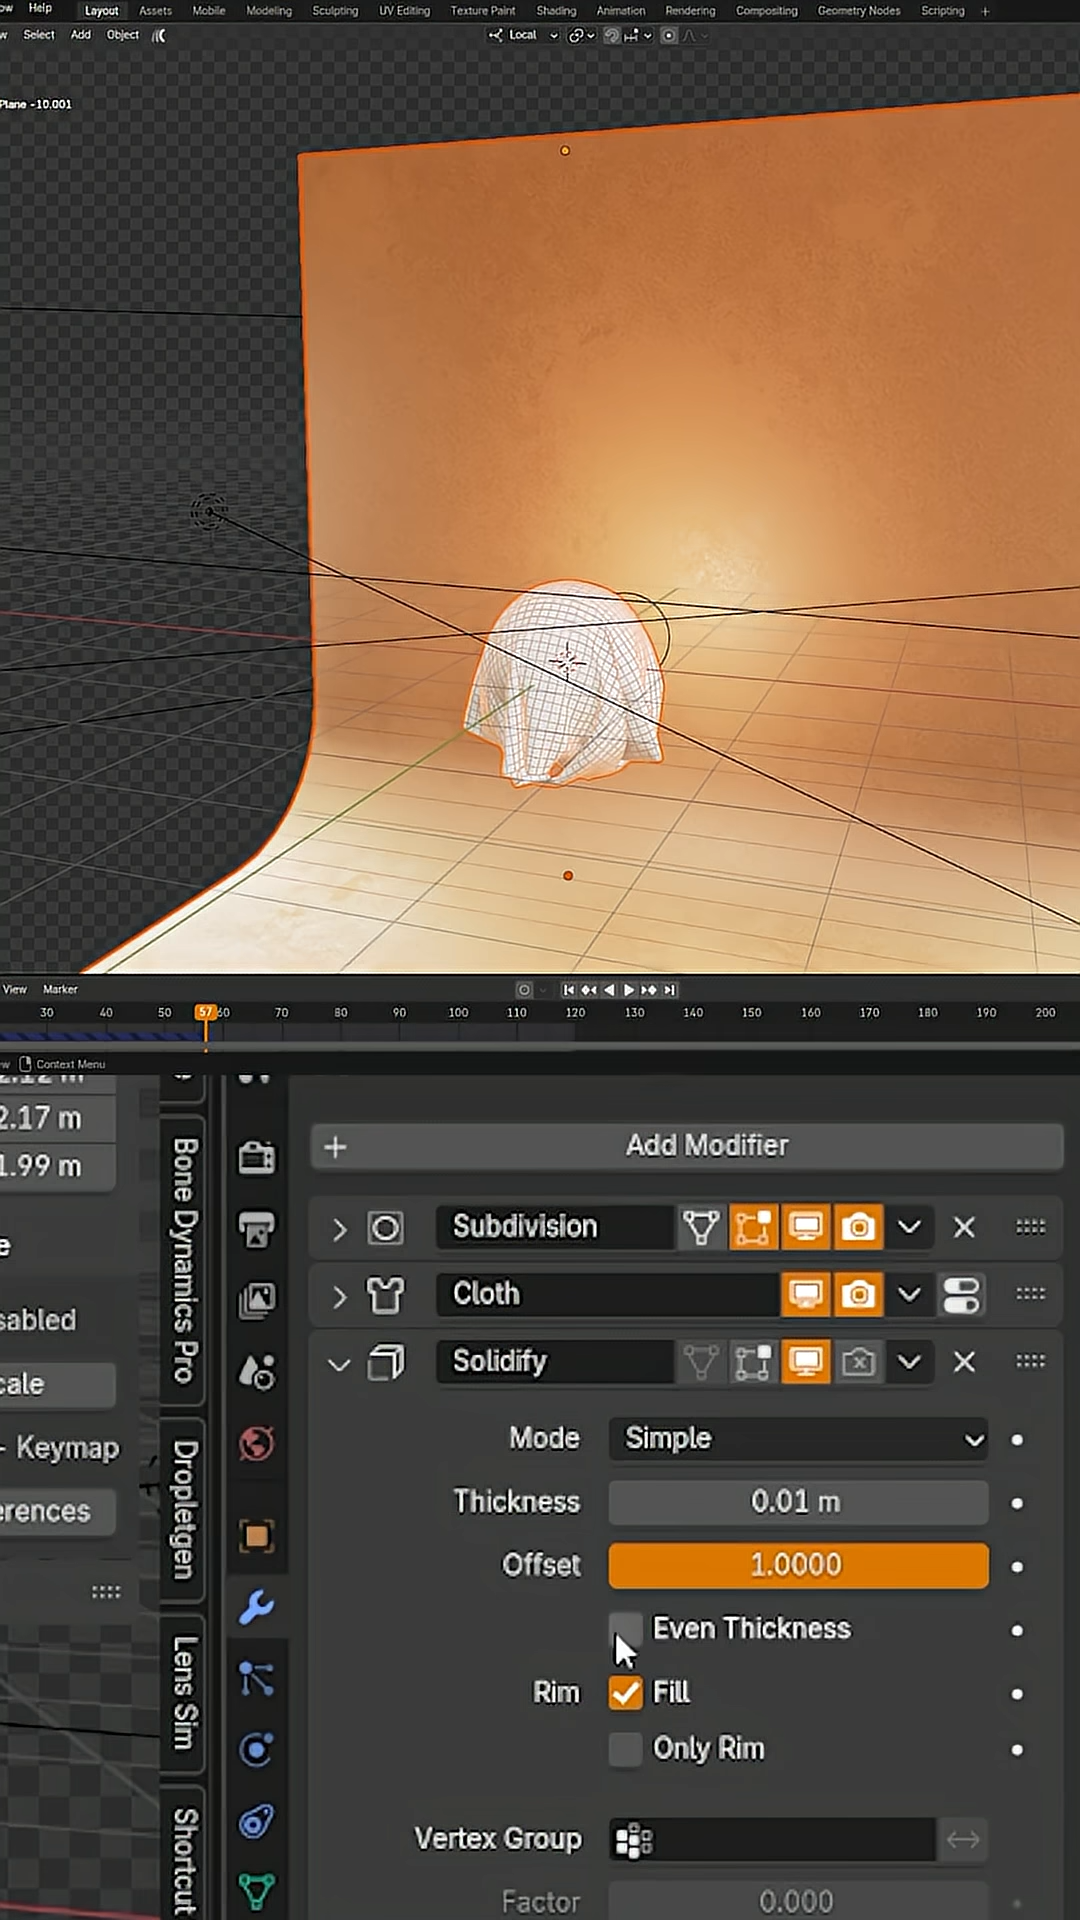 Help Layout Assets Mobile Modeling Sculpting UV Editing Texture Paint Shading Animation Rendering Compositing Geometry Nodes Scripting +
Select Add Object Local
Plane -10.001
View Marker
30 40 50 57 60 70 80 90 100 110 120 130 140 150 160 170 180 190 200
Context Menu
2.17 m
1.99 m
Keymap
Bone Dynamics Pro
Dropletgen
Lens Sim
Shortcut
+ Add Modifier
Subdivision
Cloth
Solidify
Mode Simple
Thickness 0.01 m
Offset 1.0000
Even Thickness
Rim Fill
Only Rim
Vertex Group
Factor 0.000